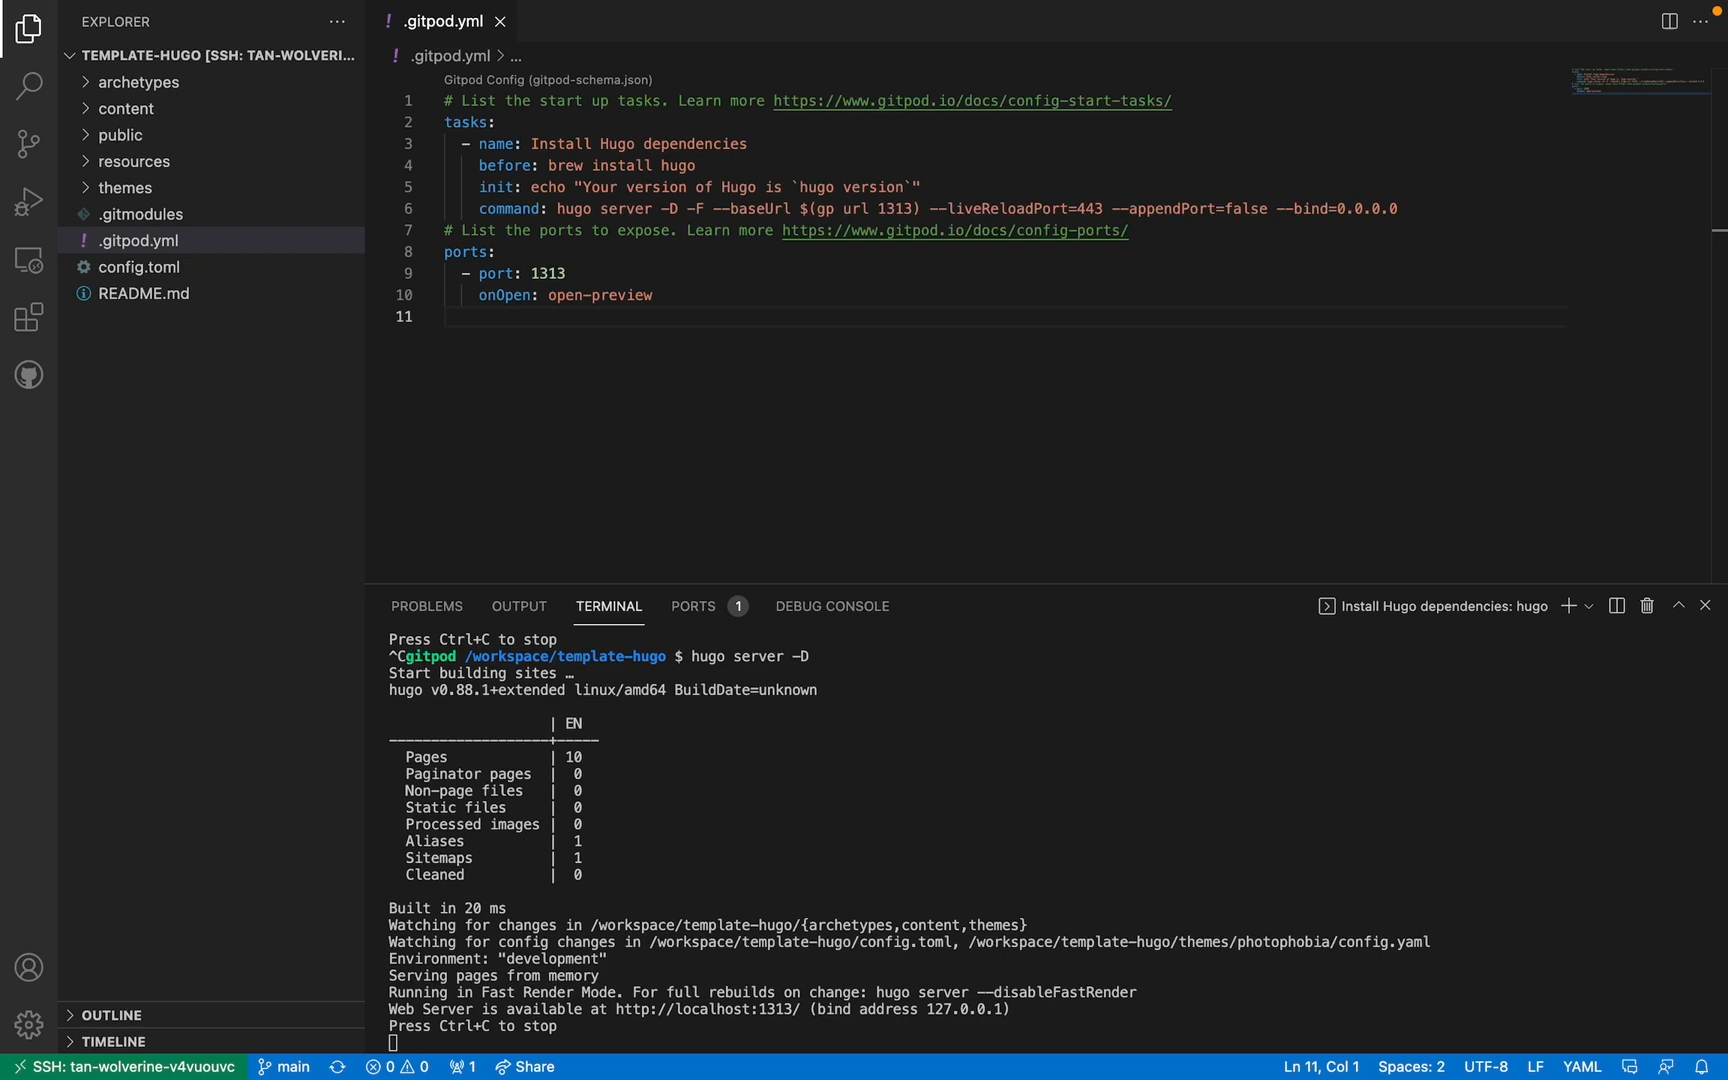 EXPLORER
TEMPLATE-HUGO [SSH: TAN-WOLVERI...
archetypes
content
public
resources
themes
.gitmodules
! .gitpod.yml
config.toml
README.md
OUTLINE
TIMELINE
! .gitpod.yml
! .gitpod.yml > ...
Gitpod Config (gitpod-schema.json)
1 # List the start up tasks. Learn more https://www.gitpod.io/docs/config-start-tasks/
2 tasks:
3 - name: Install Hugo dependencies
4 before: brew install hugo
5 init: echo "Your version of Hugo is `hugo version`"
6 command: hugo server -D -F --baseUrl $(gp url 1313) --liveReloadPort=443 --appendPort=false --bind=0.0.0.0
7 # List the ports to expose. Learn more https://www.gitpod.io/docs/config-ports/
8 ports:
9 - port: 1313
10 onOpen: open-preview
11
PROBLEMS OUTPUT TERMINAL PORTS 1 DEBUG CONSOLE Install Hugo dependencies: hugo
Press Ctrl+C to stop
^Cgitpod /workspace/template-hugo $ hugo server -D
Start building sites …
hugo v0.88.1+extended linux/amd64 BuildDate=unknown
| EN
-------------------+-----
Pages | 10
Paginator pages | 0
Non-page files | 0
Static files | 0
Processed images | 0
Aliases | 1
Sitemaps | 1
Cleaned | 0
Built in 20 ms
Watching for changes in /workspace/template-hugo/{archetypes,content,themes}
Watching for config changes in /workspace/template-hugo/config.toml, /workspace/template-hugo/themes/photophobia/config.yaml
Environment: "development"
Serving pages from memory
Running in Fast Render Mode. For full rebuilds on change: hugo server --disableFastRender
Web Server is available at http://localhost:1313/ (bind address 127.0.0.1)
Press Ctrl+C to stop
SSH: tan-wolverine-v4vuouvc main 0 0 1 Share Ln 11, Col 1 Spaces: 2 UTF-8 LF YAML